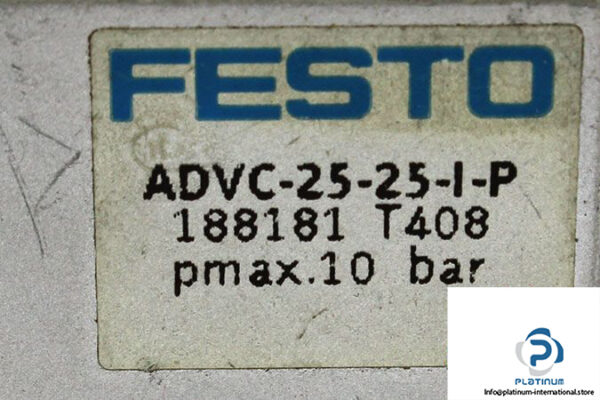 FESTO
ADVC-25-25-I-P
188181 T408
pmax.10 bar
P
PLATINUM
Info@platinum-international.store